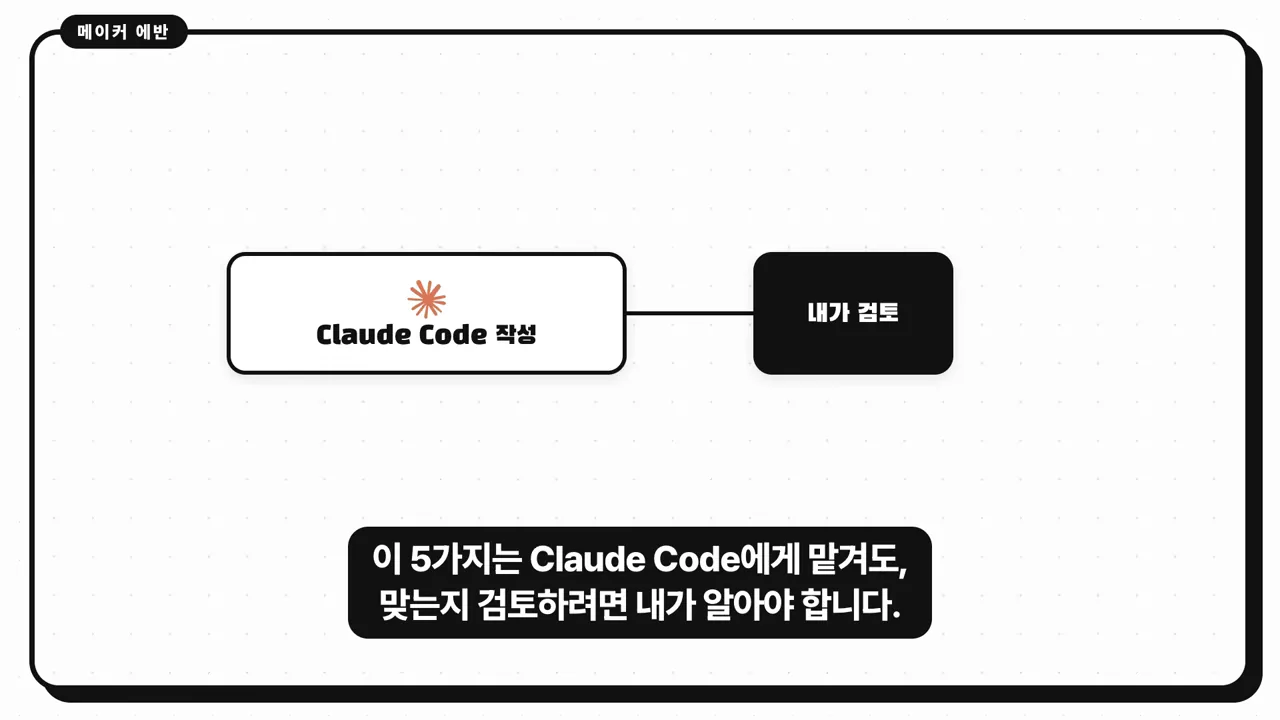 메이커 에반
Claude Code 작성
내가 검토
이 5가지는 Claude Code에게 맡겨도,
맞는지 검토하려면 내가 알아야 합니다.